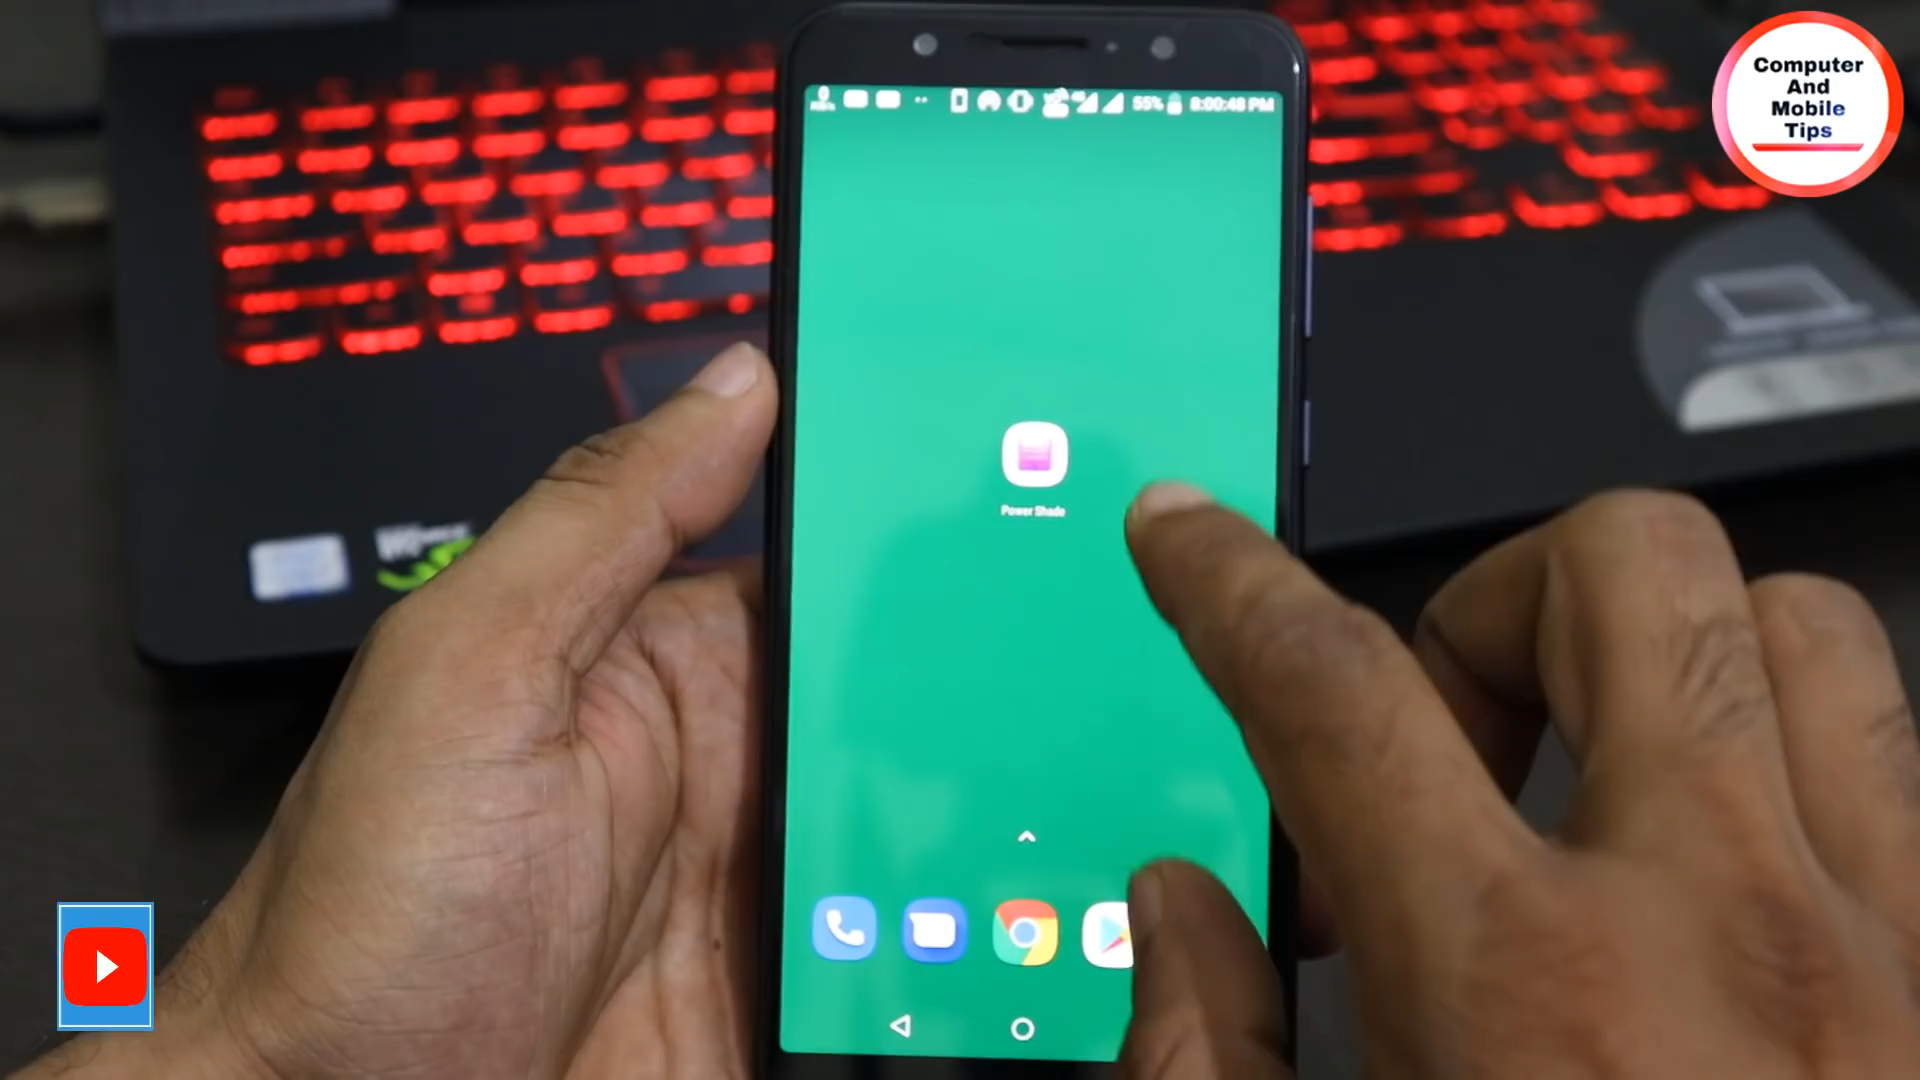 Computer
And
Mobile
Tips
55% 8:00:48 PM
Power Shade